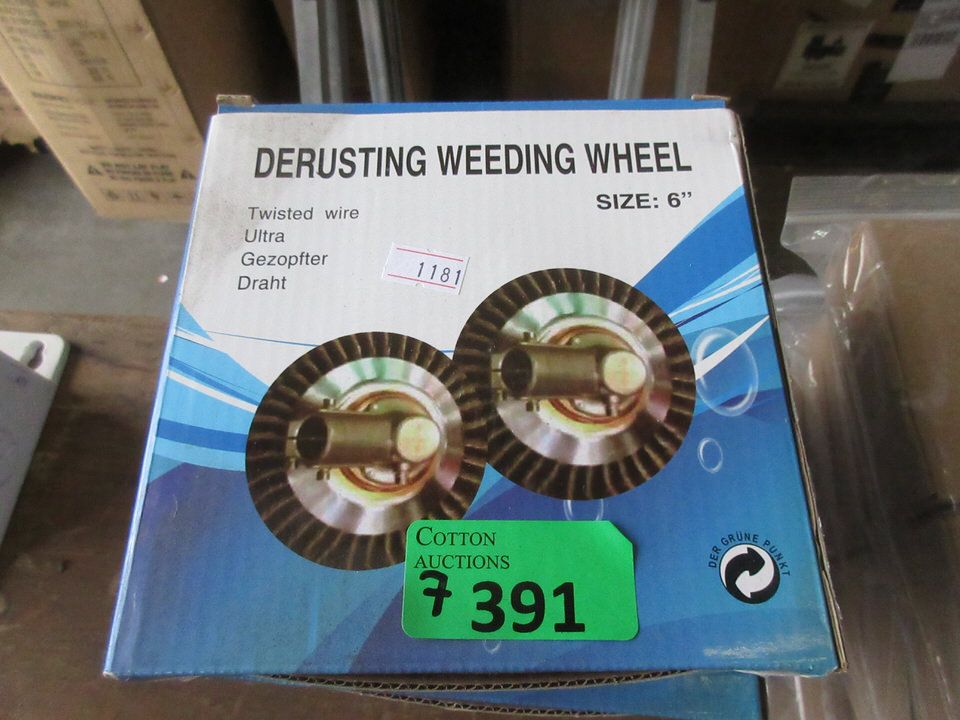 DERUSTING WEEDING WHEEL
SIZE: 6”
Twisted wire
Ultra
Gezopfter
Draht
1181
COTTON
AUCTIONS
7 391
DER GRÜNE PUNKT